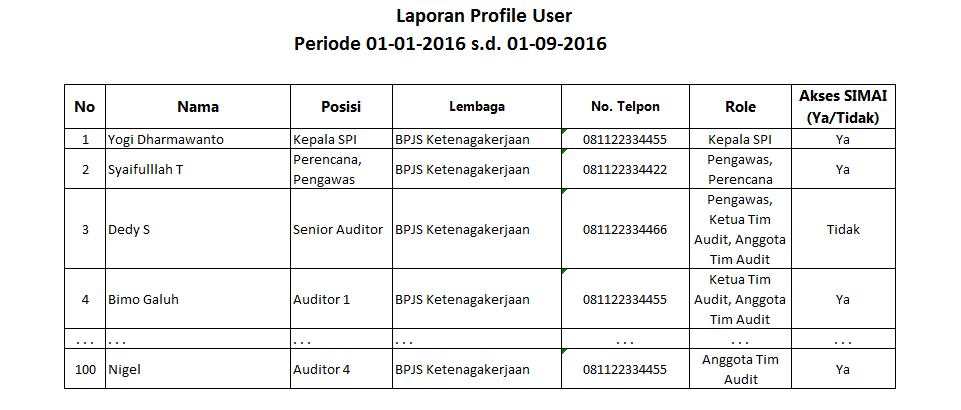 Laporan Profile User
Periode 01-01-2016 s.d. 01-09-2016
No Nama Posisi Lembaga No. Telpon Role Akses SIMAI
(Ya/Tidak)
1 Yogi Dharmawanto Kepala SPI BPJS Ketenagakerjaan 081122334455 Kepala SPI Ya
2 Syaifulllah T Perencana,
Pengawas BPJS Ketenagakerjaan 081122334422 Pengawas,
Perencana Ya
3 Dedy S Senior Auditor BPJS Ketenagakerjaan 081122334466 Pengawas,
Ketua Tim
Audit, Anggota
Tim Audit Tidak
4 Bimo Galuh Auditor 1 BPJS Ketenagakerjaan 081122334455 Ketua Tim
Audit, Anggota
Tim Audit Ya
. . . . . . . . . . . . . . . . . . . . .
100 Nigel Auditor 4 BPJS Ketenagakerjaan 081122334455 Anggota Tim
Audit Ya